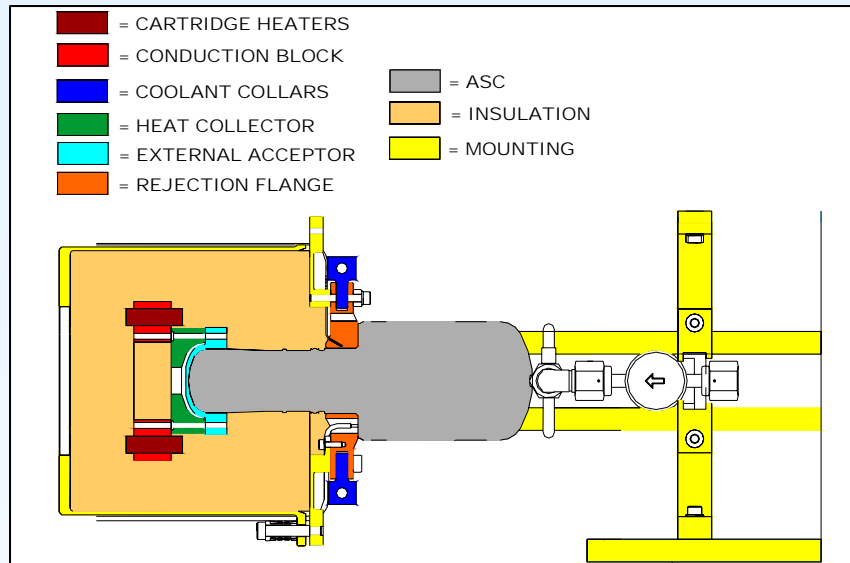 = CARTRIDGE HEATERS
= CONDUCTION BLOCK
= COOLANT COLLARS
= HEAT COLLECTOR
= EXTERNAL ACCEPTOR
= REJECTION FLANGE
= ASC
= INSULATION
= MOUNTING